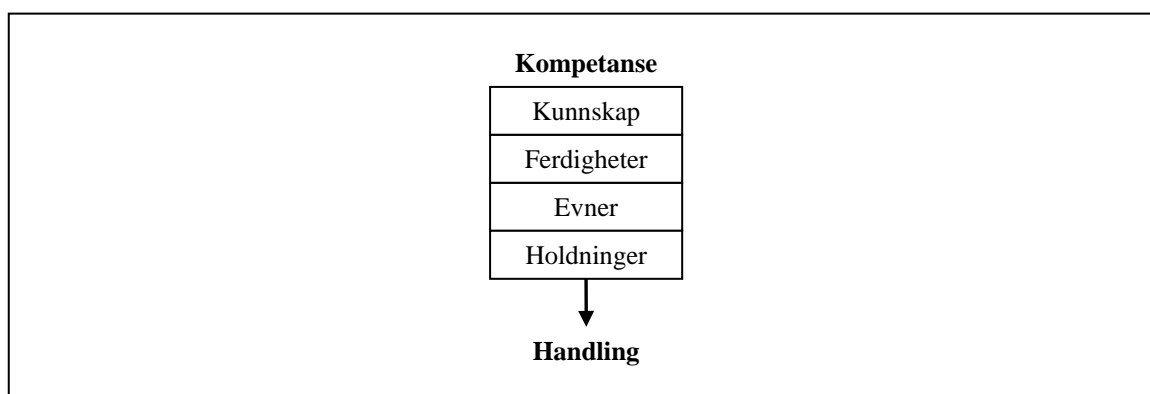 Kompetanse
Kunnskap
Ferdigheter
Evner
Holdninger
Handling